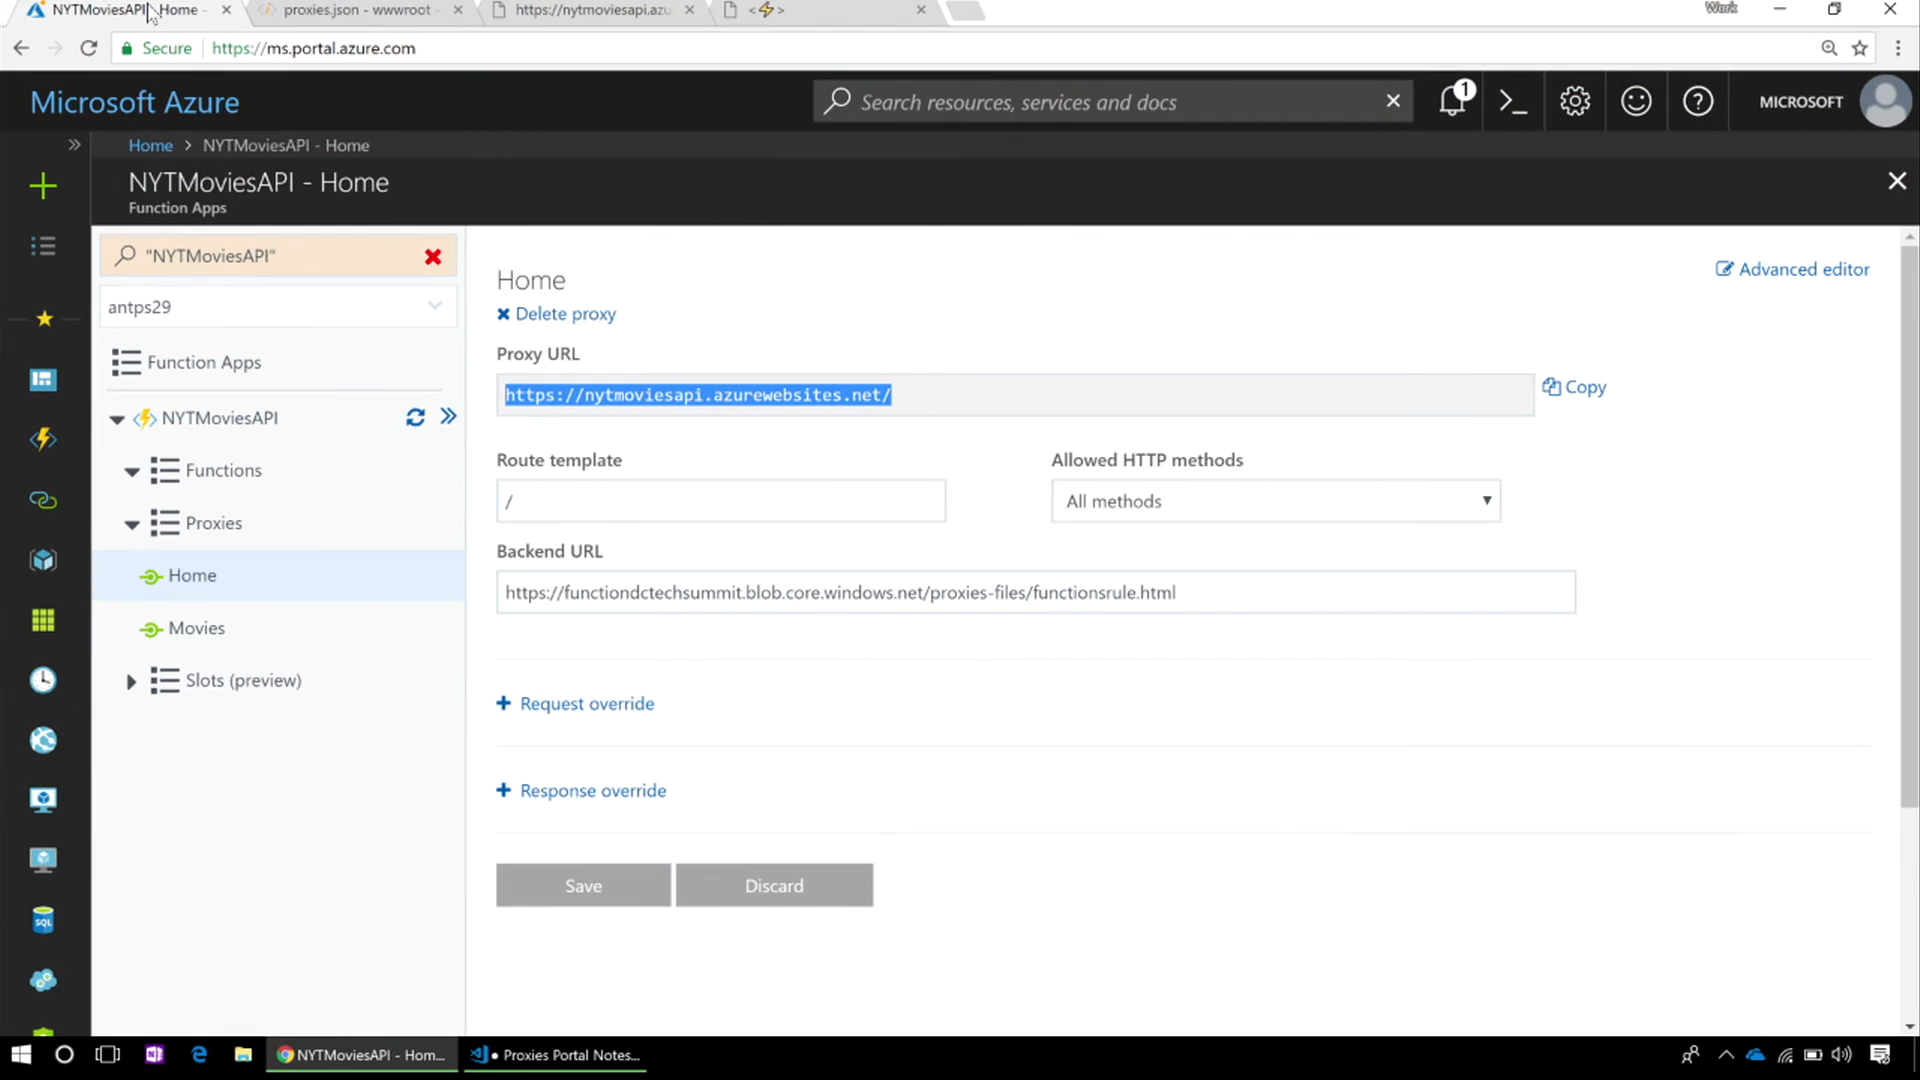 NYTMoviesAPI - Home -
proxies.json - wwwroot -
https://nytmoviesapi.azu
<⚡>
Work
Secure
https://ms.portal.azure.com
Microsoft Azure
Search resources, services and docs
1
MICROSOFT
Home > NYTMoviesAPI - Home
NYTMoviesAPI - Home
Function Apps
"NYTMoviesAPI"
antps29
Function Apps
NYTMoviesAPI
Functions
Proxies
Home
Movies
Slots (preview)
SQL
Home
Advanced editor
Delete proxy
Proxy URL
https://nytmoviesapi.azurewebsites.net/
Copy
Route template
Allowed HTTP methods
/
All methods
Backend URL
https://functiondctechsummit.blob.core.windows.net/proxies-files/functionsrule.html
+ Request override
+ Response override
Save
Discard
NYTMoviesAPI - Hom...
● Proxies Portal Notes...